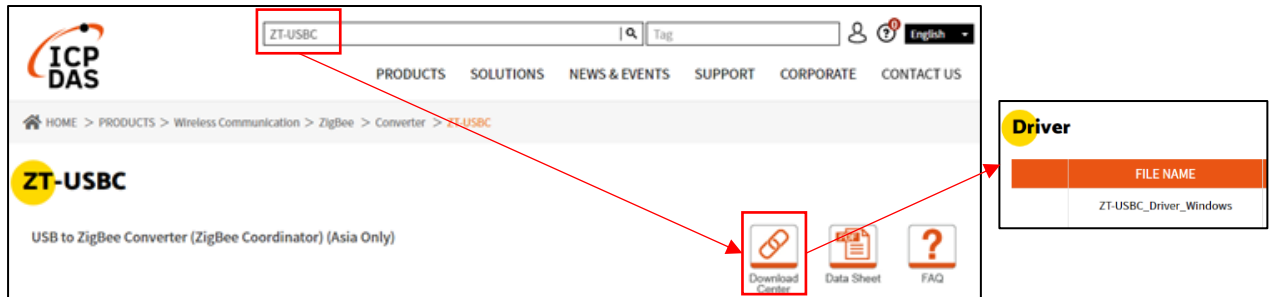 ZT-USBC
Tag
0
?
English
ICP
DAS
PRODUCTS SOLUTIONS NEWS & EVENTS SUPPORT CORPORATE CONTACT US
HOME > PRODUCTS > Wireless Communication > ZigBee > Converter > ZT-USBC
ZT-USBC
USB to ZigBee Converter (ZigBee Coordinator) (Asia Only)
Download
Center
Data Sheet
?
FAQ
Driver
FILE NAME
ZT-USBC_Driver_Windows